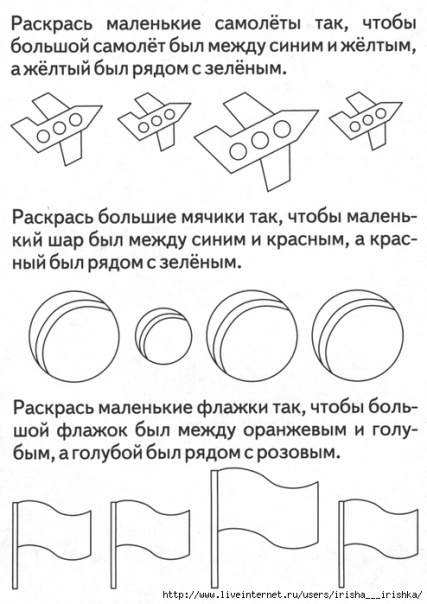 Раскрась маленькие самолёты так, чтобы
большой самолёт был между синим и жёлтым,
а жёлтый был рядом с зелёным.
Раскрась большие мячики так, чтобы малень-
кий шар был между синим и красным, а крас-
ный был рядом с зелёным.
Раскрась маленькие флажки так, чтобы боль-
шой флажок был между оранжевым и голу-
бым, а голубой был рядом с розовым.
http://www.liveinternet.ru/users/irisha___irishka/